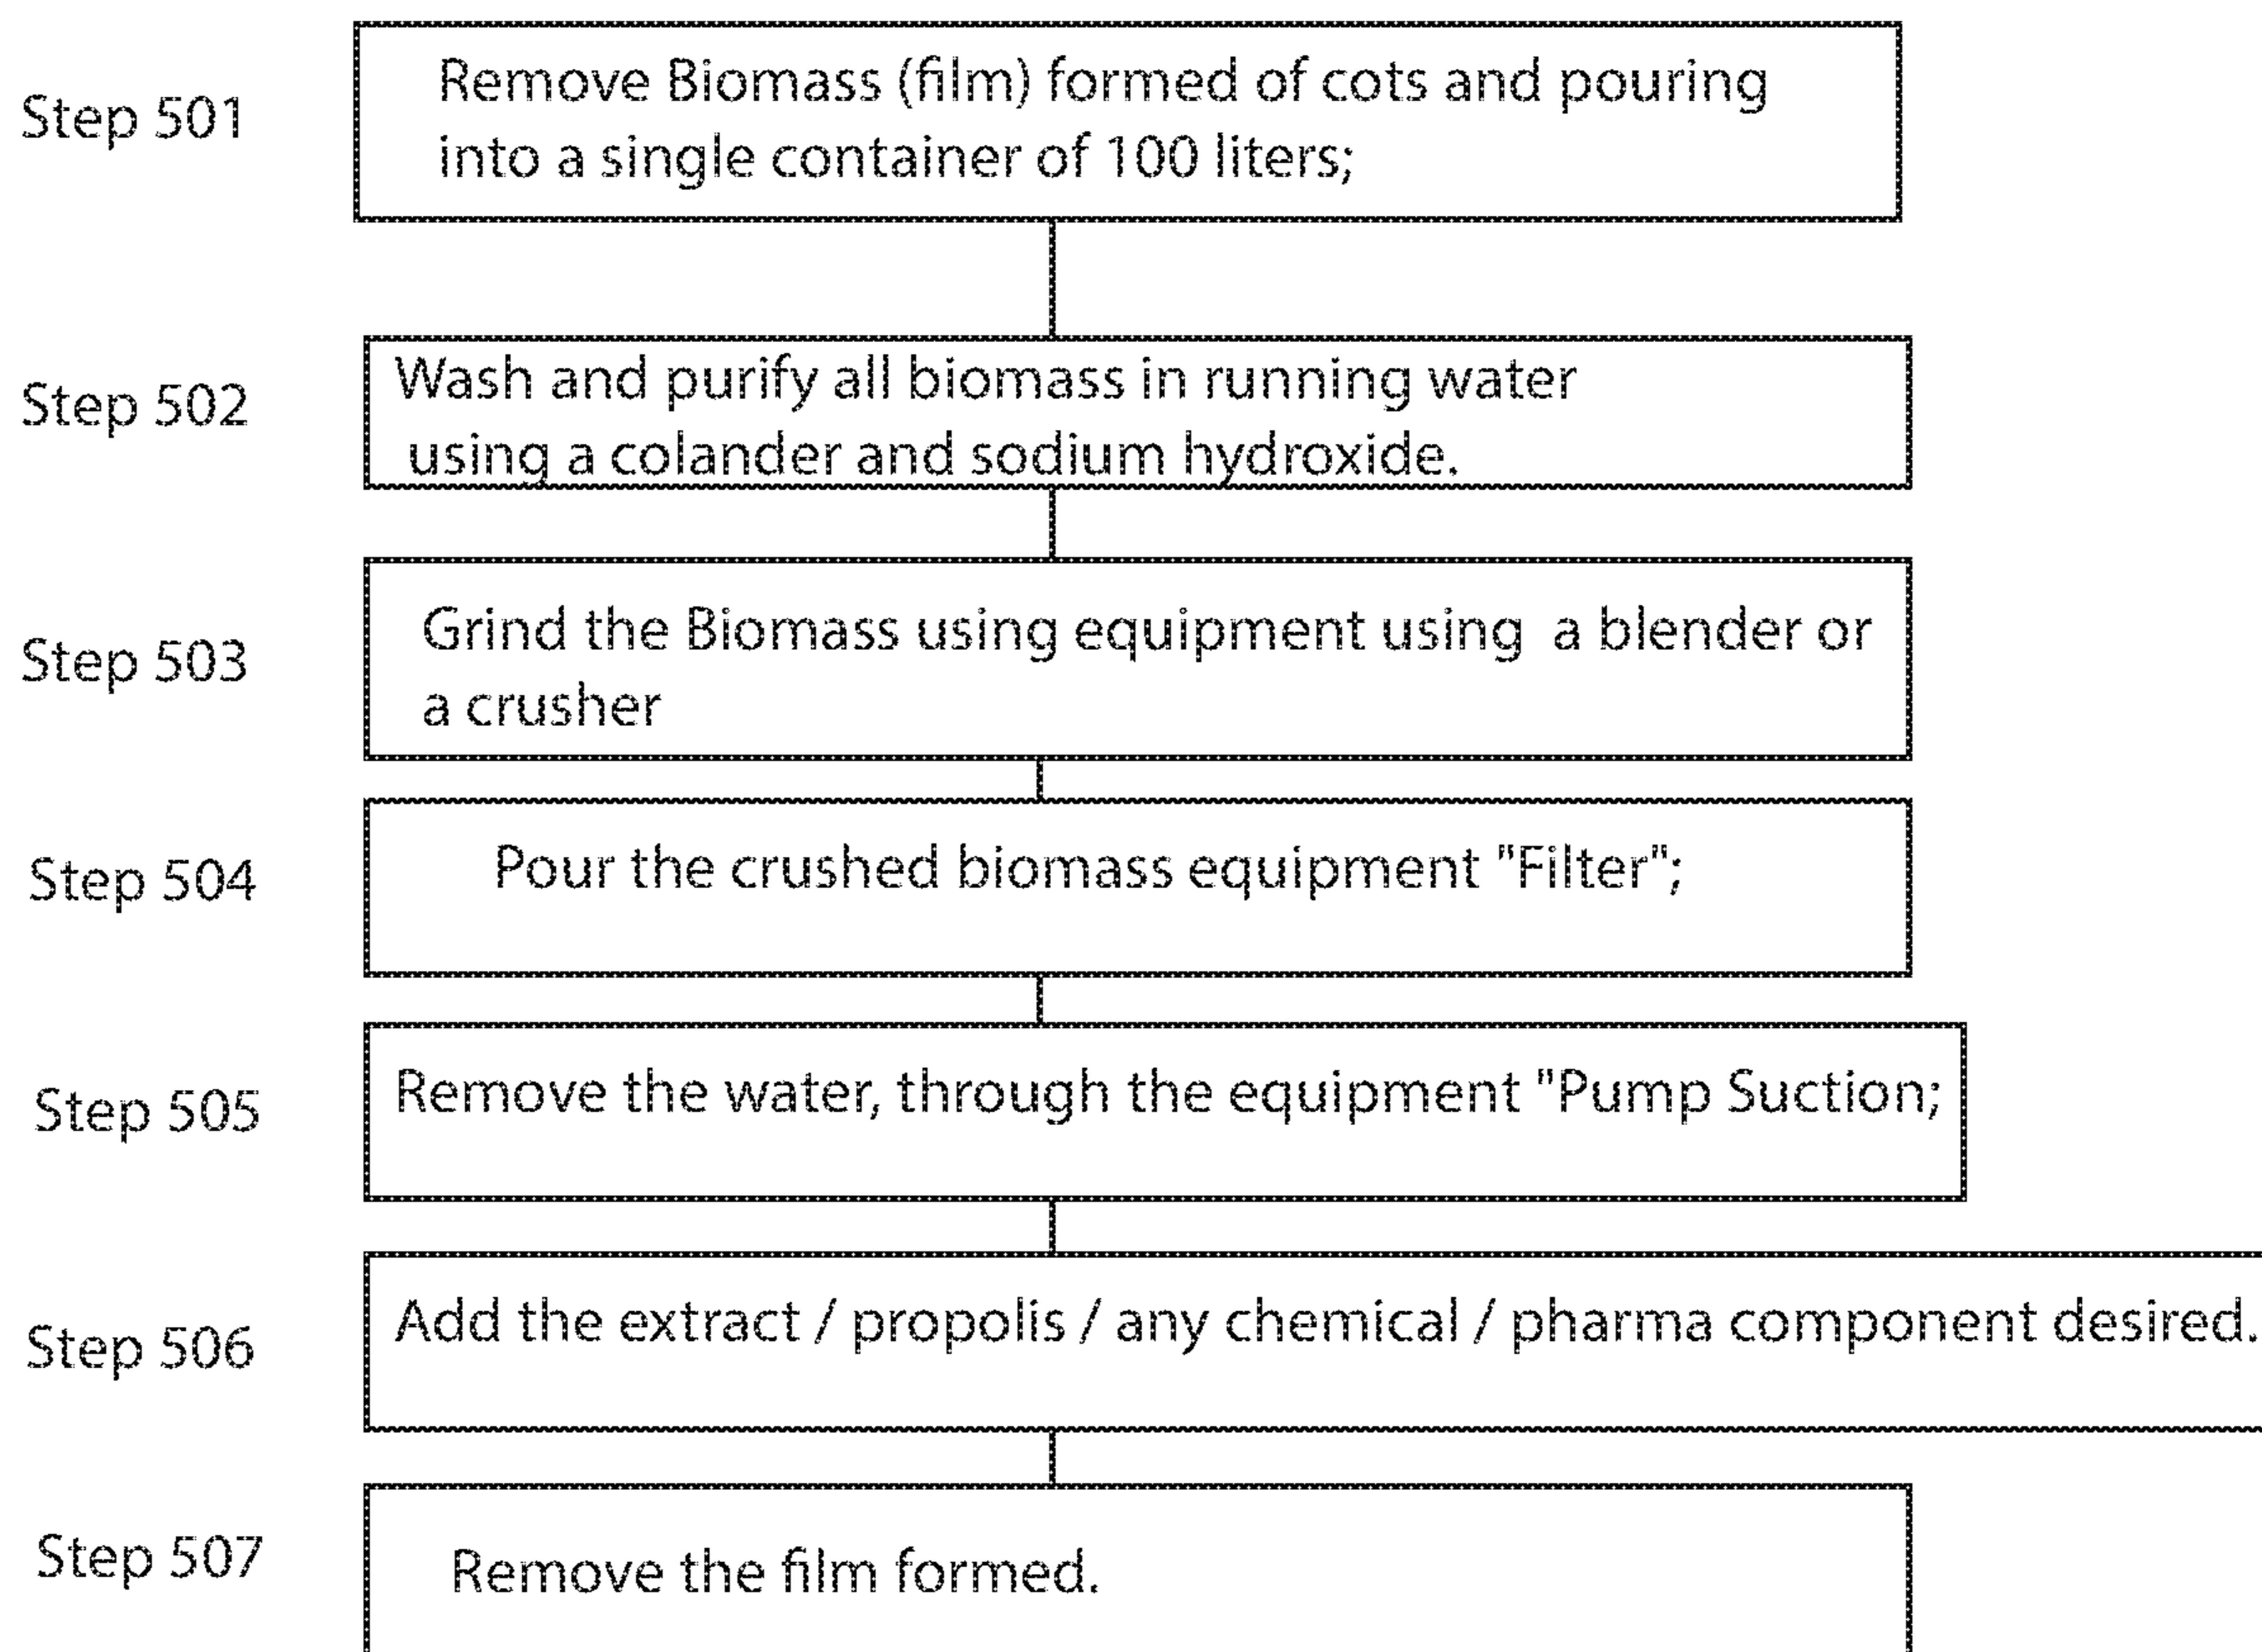 Step 501
Remove Biomass (film) formed of cots and pouring
into a single container of 100 liters;
Step 502
Wash and purify all biomass in running water
using a colander and sodium hydroxide.
Step 503
Grind the Biomass using equipment using a blender or
a crusher
Step 504
Pour the crushed biomass equipment "Filter";
Step 505
Remove the water, through the equipment "Pump Suction;
Step 506
Add the extract / propolis / any chemical / pharma component desired.
Step 507
Remove the film formed.